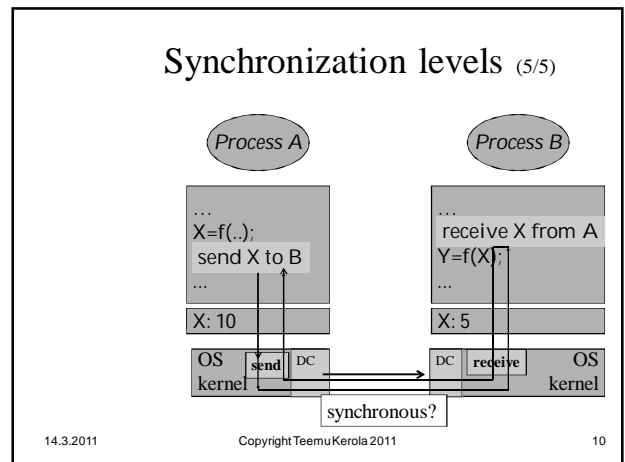 Synchronization levels (5/5)
Process A
Process B
...
X=f(..);
send X to B
...
...
receive X from A
Y=f(X);
...
X: 10
X: 5
OS kernel
send
DC
DC
receive
OS kernel
synchronous?
14.3.2011
Copyright Teemu Kerola 2011
10